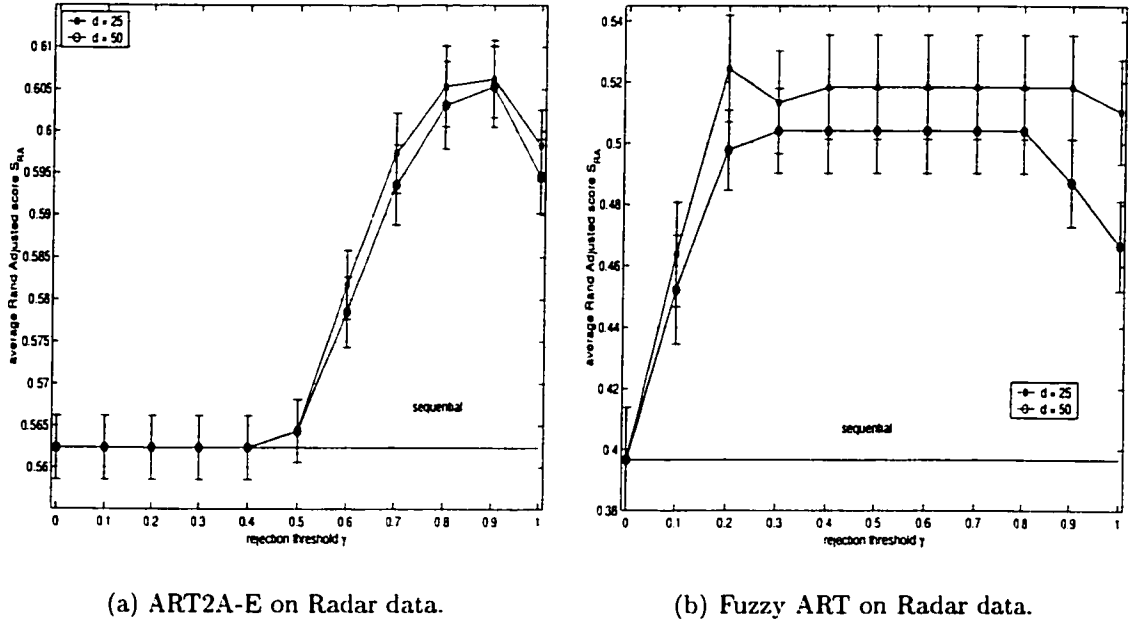 d = 25
d = 50
0.61
0.605
0.6
0.595
0.59
0.585
0.58
0.575
0.57
0.565
0.56
average Rand Adjusted score S_RA
sequential
0 0.1 0.2 0.3 0.4 0.5 0.6 0.7 0.8 0.9 1
rejection threshold γ
(a) ART2A-E on Radar data.
0.54
0.52
0.5
0.48
0.46
0.44
0.42
0.4
0.38
average Rand Adjusted score S_RA
d = 25
d = 50
sequential
0 0.1 0.2 0.3 0.4 0.5 0.6 0.7 0.8 0.9 1
rejection threshold γ
(b) Fuzzy ART on Radar data.